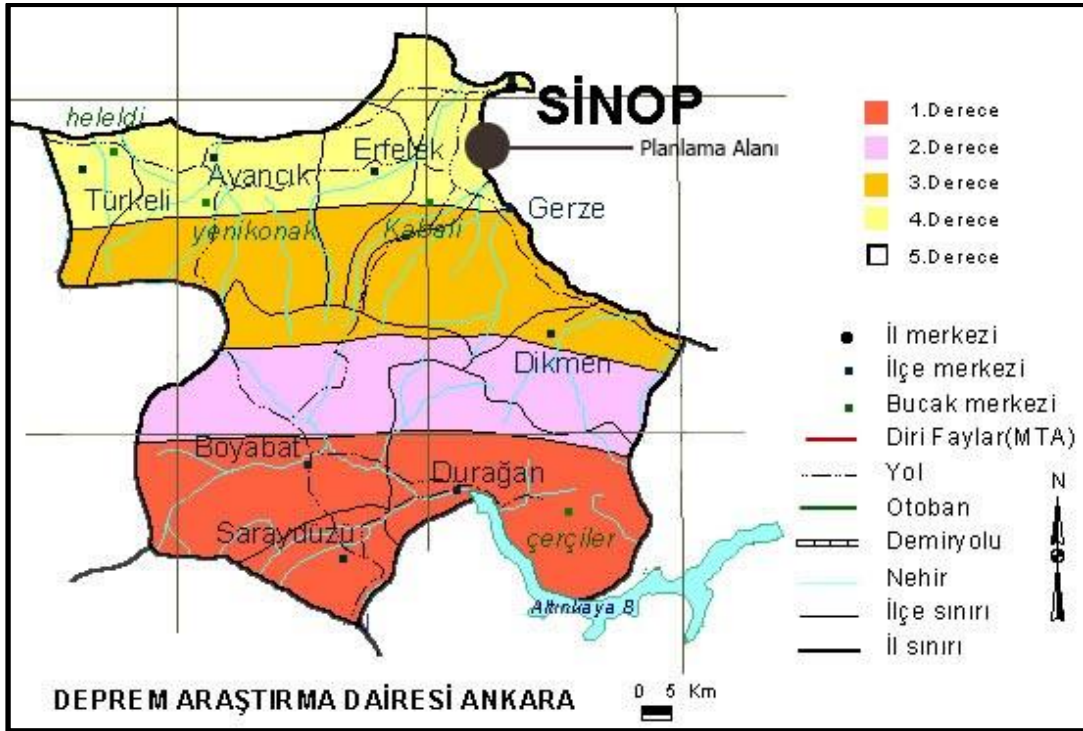 SİNOP
heleldi
Erfelek
Planlama Alanı
Ayancık
Türkeli
yenikonak
Kabalı
Gerze
Dikmen
Boyabat
Durağan
Saraydüzü
çerçiler
Altınkaya B
1.Derece
2.Derece
3.Derece
4.Derece
5.Derece
İl merkezi
İlçe merkezi
Bucak merkezi
Diri Faylar(MTA)
Yol
Otoban
Demiryolu
Nehir
İlçe sınırı
İl sınırı
N
DEPREM ARAŞTIRMA DAİRESİ ANKARA
0 5 Km